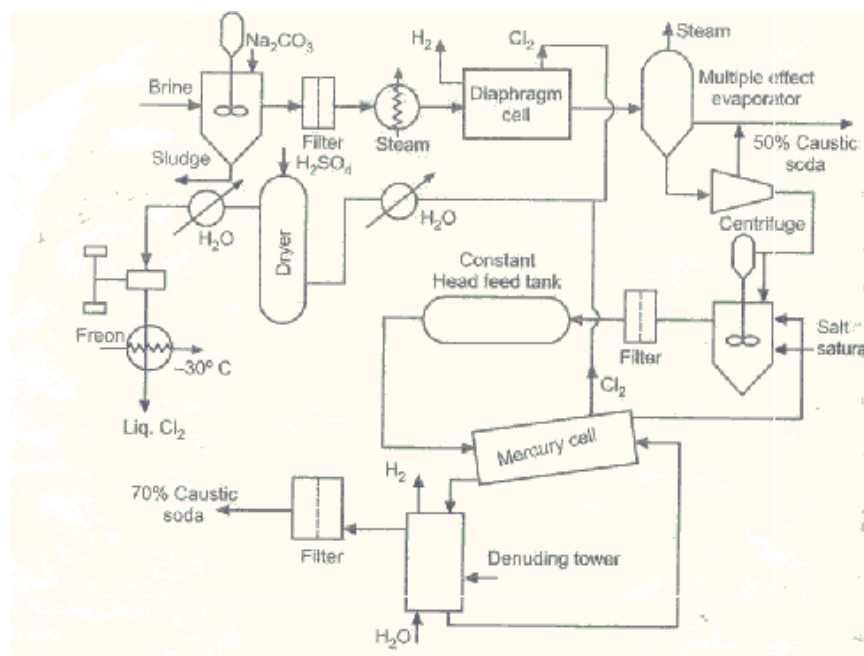 Na2CO3
Brine
Sludge
Filter
Steam
H2
Cl2
Diaphragm
cell
Steam
Multiple effect
evaporator
50% Caustic
soda
Centrifuge
H2SO4
H2O
Dryer
H2O
Freon
–30° C
Liq. Cl2
Constant
Head feed tank
Filter
Salt
satura
Cl2
Mercury cell
H2
70% Caustic
soda
Filter
Denuding tower
H2O